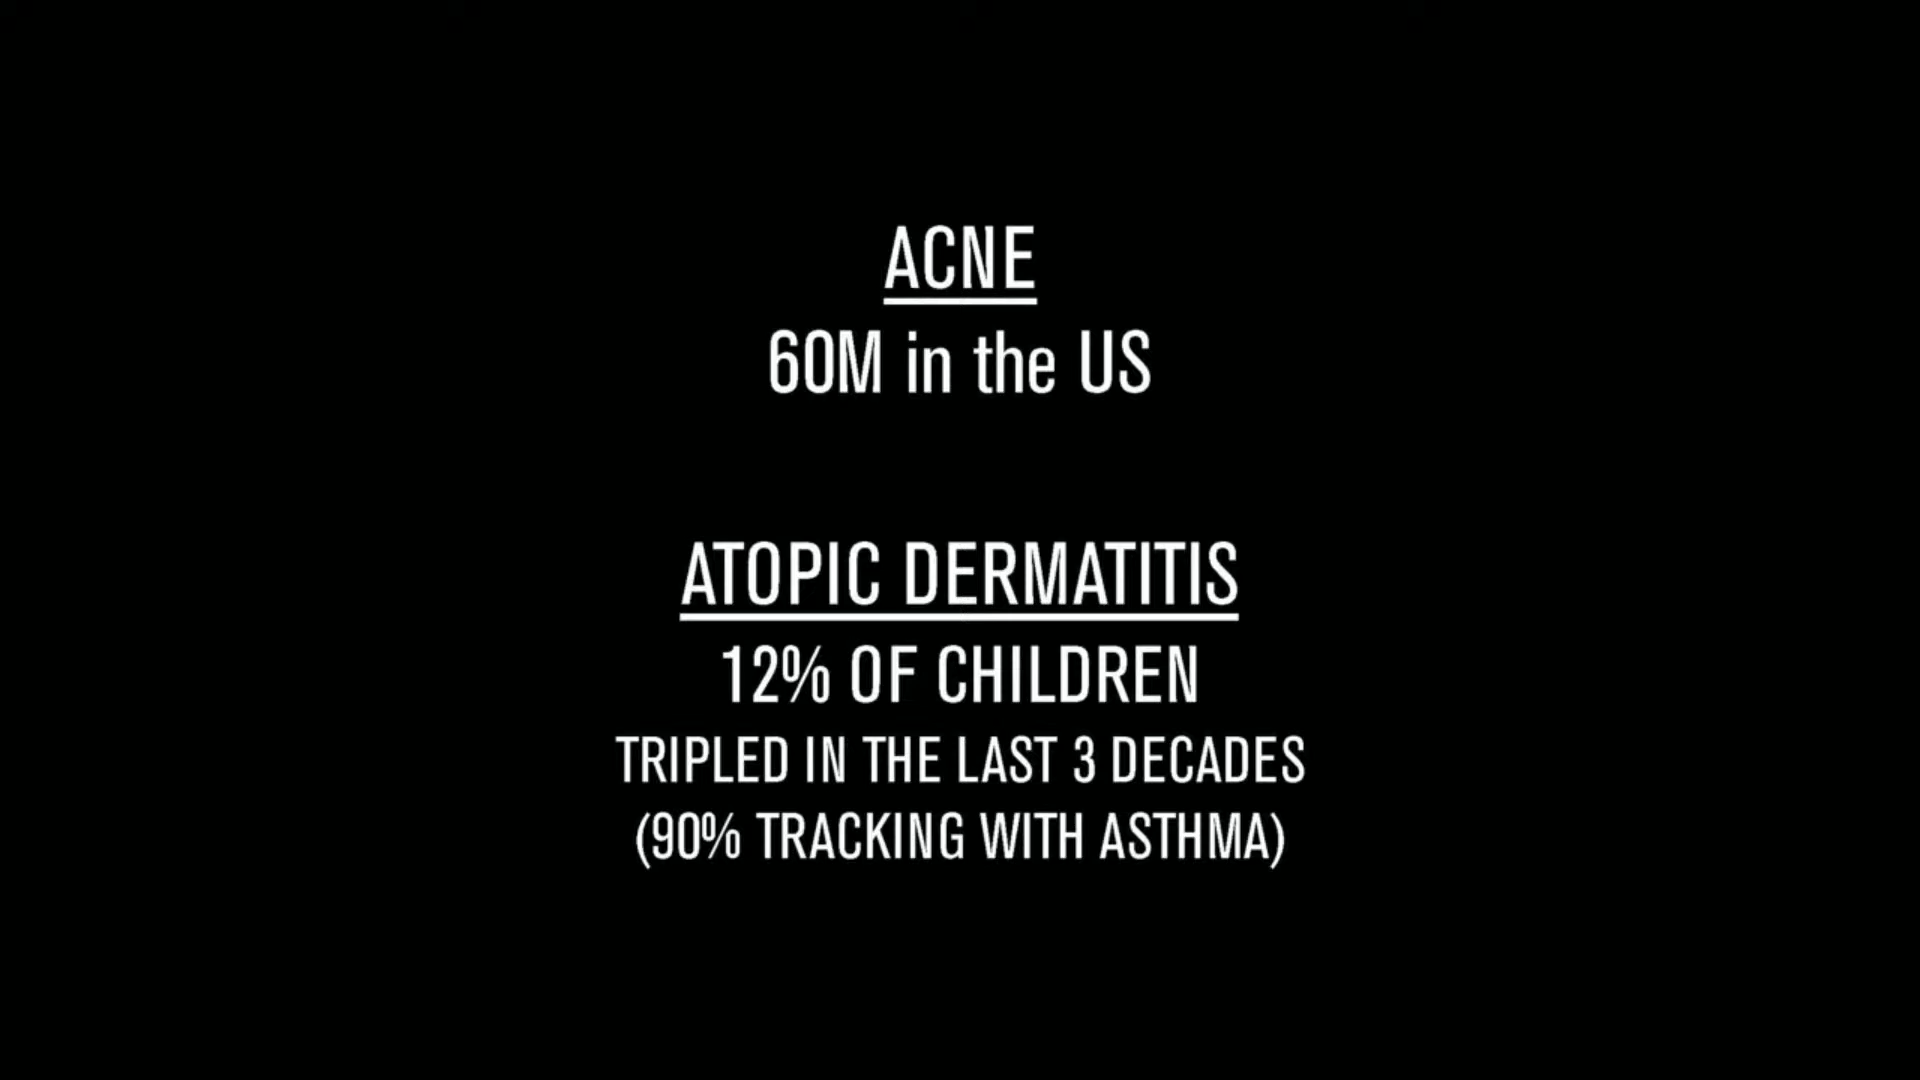 ACNE
60M in the US
ATOPIC DERMATITIS
12% OF CHILDREN
TRIPLED IN THE LAST 3 DECADES
(90% TRACKING WITH ASTHMA)